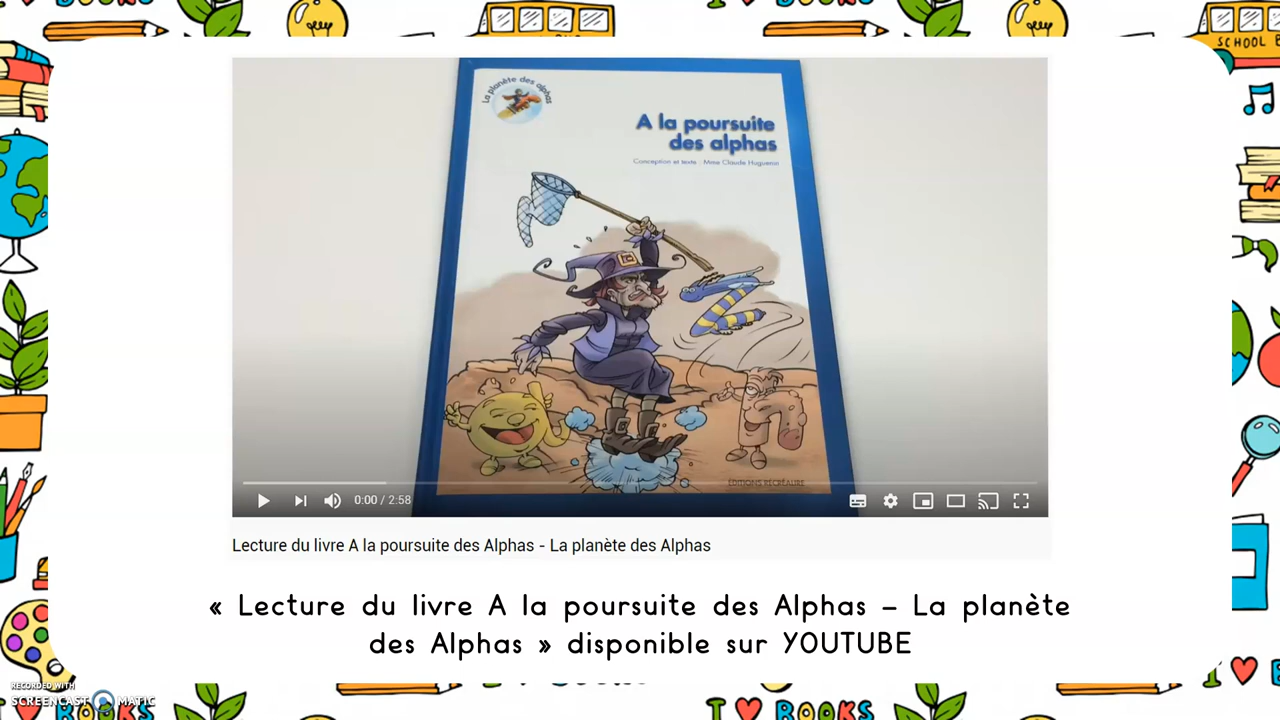 I ♥ BOOKS
SCHOOL B
La planète des alphas
A la poursuite
des alphas
Conception et texte : Mme Claude Huguenin
EDITIONS RÉCRÉALIRE
0:00 / 2:58
Lecture du livre A la poursuite des Alphas - La planète des Alphas
« Lecture du livre A la poursuite des Alphas – La planète
des Alphas » disponible sur YOUTUBE
RECORDED WITH
SCREENCAST MATIC
I ♥ BOOKS
I ♥